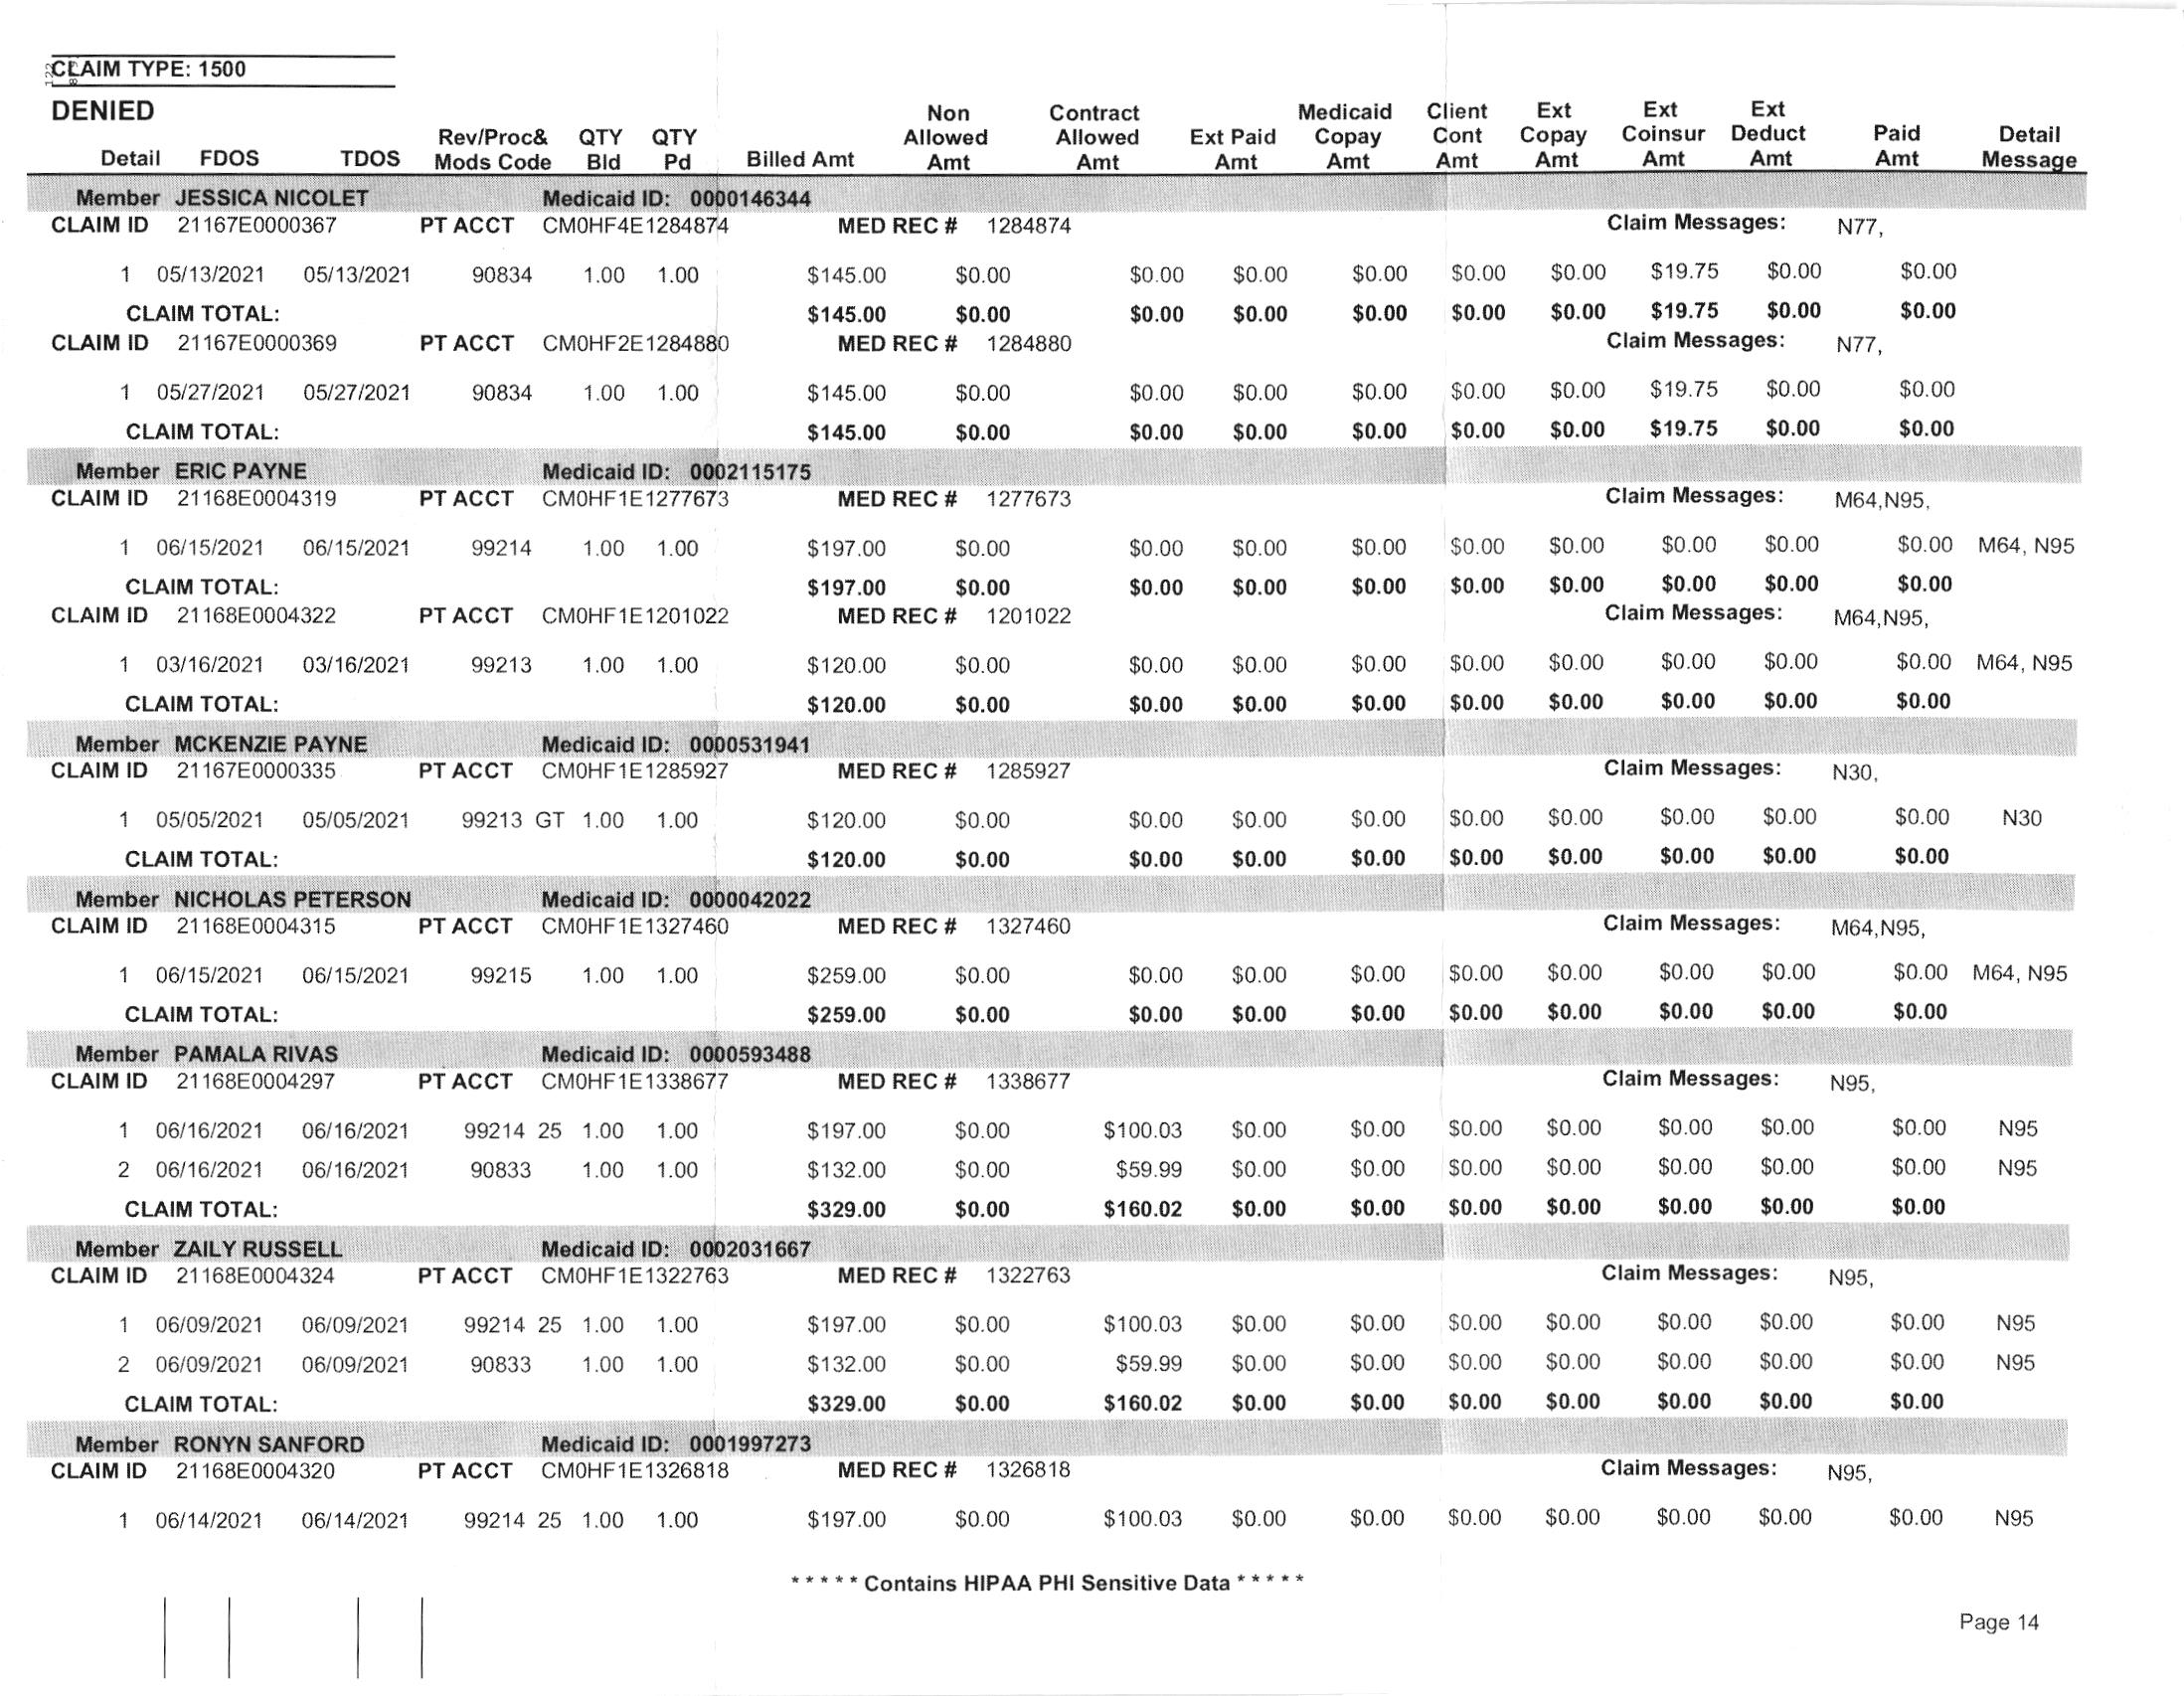 CLAIM TYPE: 1500
DENIED
Detail FDOS TDOS Rev/Proc& Mods Code QTY Bld QTY Pd Billed Amt Non Allowed Amt Contract Allowed Amt Ext Paid Amt Medicaid Copay Amt Client Cont Amt Ext Copay Amt Ext Coinsur Amt Ext Deduct Amt Paid Amt Detail Message
Member JESSICA NICOLET Medicaid ID: 0000146344
CLAIM ID 21167E0000367 PT ACCT CM0HF4E1284874 MED REC # 1284874 Claim Messages: N77,
1 05/13/2021 05/13/2021 90834 1.00 1.00 $145.00 $0.00 $0.00 $0.00 $0.00 $0.00 $0.00 $19.75 $0.00 $0.00
CLAIM TOTAL: $145.00 $0.00 $0.00 $0.00 $0.00 $0.00 $0.00 $19.75 $0.00 $0.00
CLAIM ID 21167E0000369 PT ACCT CM0HF2E1284880 MED REC # 1284880 Claim Messages: N77,
1 05/27/2021 05/27/2021 90834 1.00 1.00 $145.00 $0.00 $0.00 $0.00 $0.00 $0.00 $0.00 $19.75 $0.00 $0.00
CLAIM TOTAL: $145.00 $0.00 $0.00 $0.00 $0.00 $0.00 $0.00 $19.75 $0.00 $0.00
Member ERIC PAYNE Medicaid ID: 0002115175
CLAIM ID 21168E0004319 PT ACCT CM0HF1E1277673 MED REC # 1277673 Claim Messages: M64,N95,
1 06/15/2021 06/15/2021 99214 1.00 1.00 $197.00 $0.00 $0.00 $0.00 $0.00 $0.00 $0.00 $0.00 $0.00 $0.00 M64, N95
CLAIM TOTAL: $197.00 $0.00 $0.00 $0.00 $0.00 $0.00 $0.00 $0.00 $0.00 $0.00
CLAIM ID 21168E0004322 PT ACCT CM0HF1E1201022 MED REC # 1201022 Claim Messages: M64,N95,
1 03/16/2021 03/16/2021 99213 1.00 1.00 $120.00 $0.00 $0.00 $0.00 $0.00 $0.00 $0.00 $0.00 $0.00 $0.00 M64, N95
CLAIM TOTAL: $120.00 $0.00 $0.00 $0.00 $0.00 $0.00 $0.00 $0.00 $0.00 $0.00
Member MCKENZIE PAYNE Medicaid ID: 0000531941
CLAIM ID 21167E0000335 PT ACCT CM0HF1E1285927 MED REC # 1285927 Claim Messages: N30,
1 05/05/2021 05/05/2021 99213 GT 1.00 1.00 $120.00 $0.00 $0.00 $0.00 $0.00 $0.00 $0.00 $0.00 $0.00 $0.00 N30
CLAIM TOTAL: $120.00 $0.00 $0.00 $0.00 $0.00 $0.00 $0.00 $0.00 $0.00 $0.00
Member NICHOLAS PETERSON Medicaid ID: 0000042022
CLAIM ID 21168E0004315 PT ACCT CM0HF1E1327460 MED REC # 1327460 Claim Messages: M64,N95,
1 06/15/2021 06/15/2021 99215 1.00 1.00 $259.00 $0.00 $0.00 $0.00 $0.00 $0.00 $0.00 $0.00 $0.00 $0.00 M64, N95
CLAIM TOTAL: $259.00 $0.00 $0.00 $0.00 $0.00 $0.00 $0.00 $0.00 $0.00 $0.00
Member PAMALA RIVAS Medicaid ID: 0000593488
CLAIM ID 21168E0004297 PT ACCT CM0HF1E1338677 MED REC # 1338677 Claim Messages: N95,
1 06/16/2021 06/16/2021 99214 25 1.00 1.00 $197.00 $0.00 $100.03 $0.00 $0.00 $0.00 $0.00 $0.00 $0.00 $0.00 N95
2 06/16/2021 06/16/2021 90833 1.00 1.00 $132.00 $0.00 $59.99 $0.00 $0.00 $0.00 $0.00 $0.00 $0.00 $0.00 N95
CLAIM TOTAL: $329.00 $0.00 $160.02 $0.00 $0.00 $0.00 $0.00 $0.00 $0.00 $0.00
Member ZAILY RUSSELL Medicaid ID: 0002031667
CLAIM ID 21168E0004324 PT ACCT CM0HF1E1322763 MED REC # 1322763 Claim Messages: N95,
1 06/09/2021 06/09/2021 99214 25 1.00 1.00 $197.00 $0.00 $100.03 $0.00 $0.00 $0.00 $0.00 $0.00 $0.00 $0.00 N95
2 06/09/2021 06/09/2021 90833 1.00 1.00 $132.00 $0.00 $59.99 $0.00 $0.00 $0.00 $0.00 $0.00 $0.00 $0.00 N95
CLAIM TOTAL: $329.00 $0.00 $160.02 $0.00 $0.00 $0.00 $0.00 $0.00 $0.00 $0.00
Member RONYN SANFORD Medicaid ID: 0001997273
CLAIM ID 21168E0004320 PT ACCT CM0HF1E1326818 MED REC # 1326818 Claim Messages: N95,
1 06/14/2021 06/14/2021 99214 25 1.00 1.00 $197.00 $0.00 $100.03 $0.00 $0.00 $0.00 $0.00 $0.00 $0.00 $0.00 N95
* * * * * Contains HIPAA PHI Sensitive Data * * * * *
Page 14